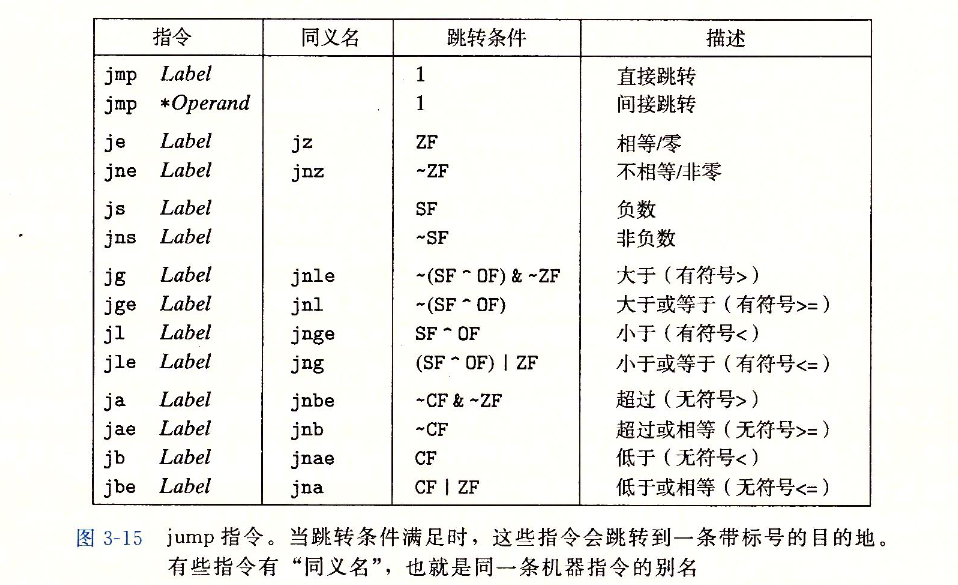 指令 同义名 跳转条件 描述
jmp Label 1 直接跳转
jmp *Operand 1 间接跳转
je Label jz ZF 相等/零
jne Label jnz ~ZF 不相等/非零
js Label SF 负数
jns Label ~SF 非负数
jg Label jnle ~(SF ^ OF) & ~ZF 大于（有符号>）
jge Label jnl ~(SF ^ OF) 大于或等于（有符号>=）
jl Label jnge SF ^ OF 小于（有符号<）
jle Label jng (SF ^ OF) | ZF 小于或等于（有符号<=）
ja Label jnbe ~CF & ~ZF 超过（无符号>）
jae Label jnb ~CF 超过或相等（无符号>=）
jb Label jnae CF 低于（无符号<）
jbe Label jna CF | ZF 低于或相等（无符号<=）
图 3-15 jump 指令。当跳转条件满足时，这些指令会跳转到一条带标号的目的地。
有些指令有“同义名”，也就是同一条机器指令的别名